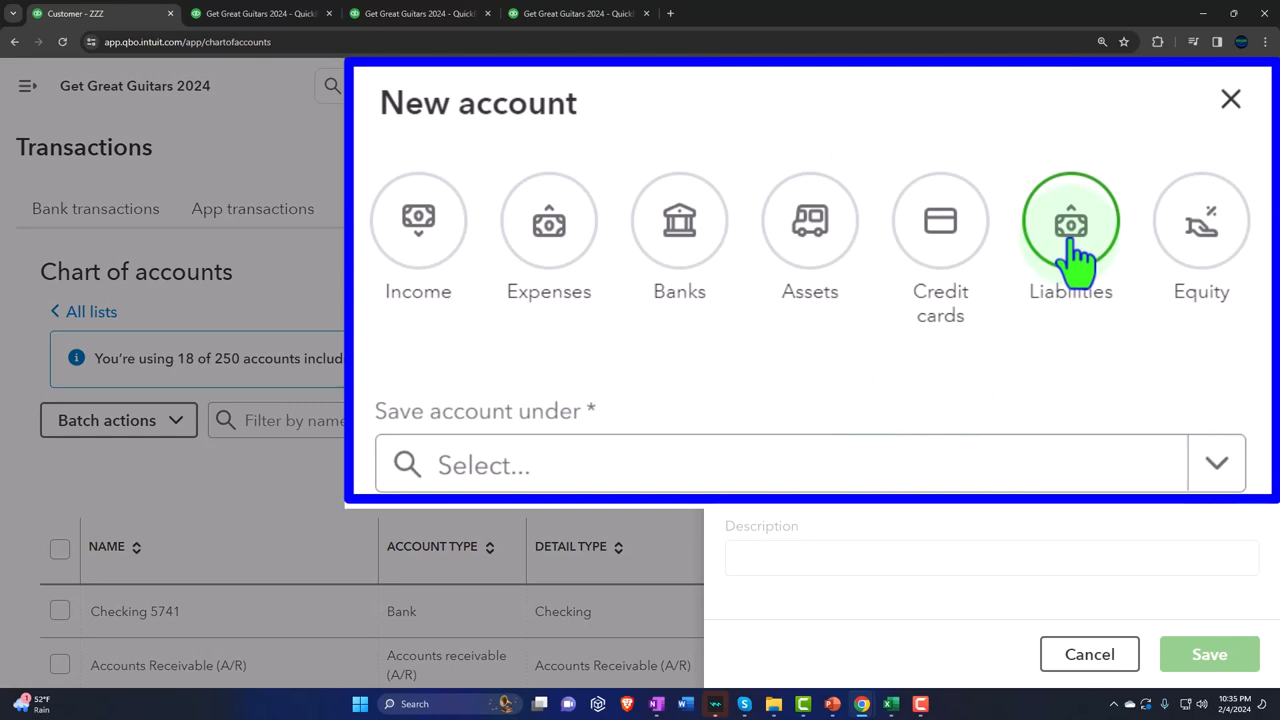 Customer - ZZZ
Get Great Guitars 2024 - Quick
Get Great Guitars 2024 - Quick
Get Great Guitars 2024 - Quick
app.qbo.intuit.com/app/chartofaccounts
Get Great Guitars 2024
New account
Transactions
Bank transactions
App transactions
Income
Expenses
Banks
Assets
Credit cards
Liabilities
Equity
Chart of accounts
All lists
You're using 18 of 250 accounts includ
Batch actions
Filter by name
Save account under *
Select...
Description
NAME
ACCOUNT TYPE
DETAIL TYPE
Checking 5741
Bank
Checking
Accounts Receivable (A/R)
Accounts receivable (A/R)
Accounts Receivable (A/R)
Cancel
Save
1
52°F
Rain
Search
10:35 PM
2/4/2024